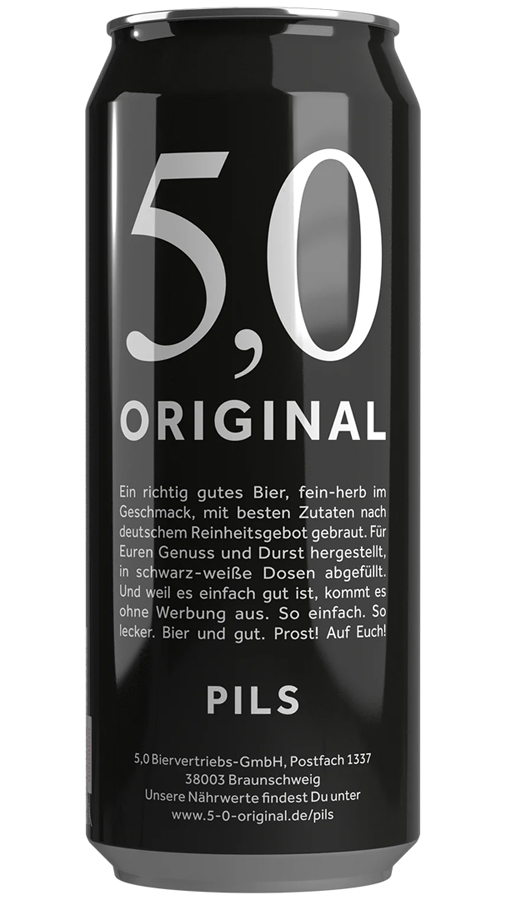 5,0
ORIGINAL
Ein richtig gutes Bier, fein-herb im
Geschmack, mit besten Zutaten nach
deutschem Reinheitsgebot gebraut. Für
Euren Genuss und Durst hergestellt,
in schwarz-weiße Dosen abgefüllt.
Und weil es einfach gut ist, kommt es
ohne Werbung aus. So einfach. So
lecker. Bier und gut. Prost! Auf Euch!
PILS
5,0 Biervertriebs-GmbH, Postfach 1337
38003 Braunschweig
Unsere Nährwerte findest Du unter
www.5-0-original.de/pils